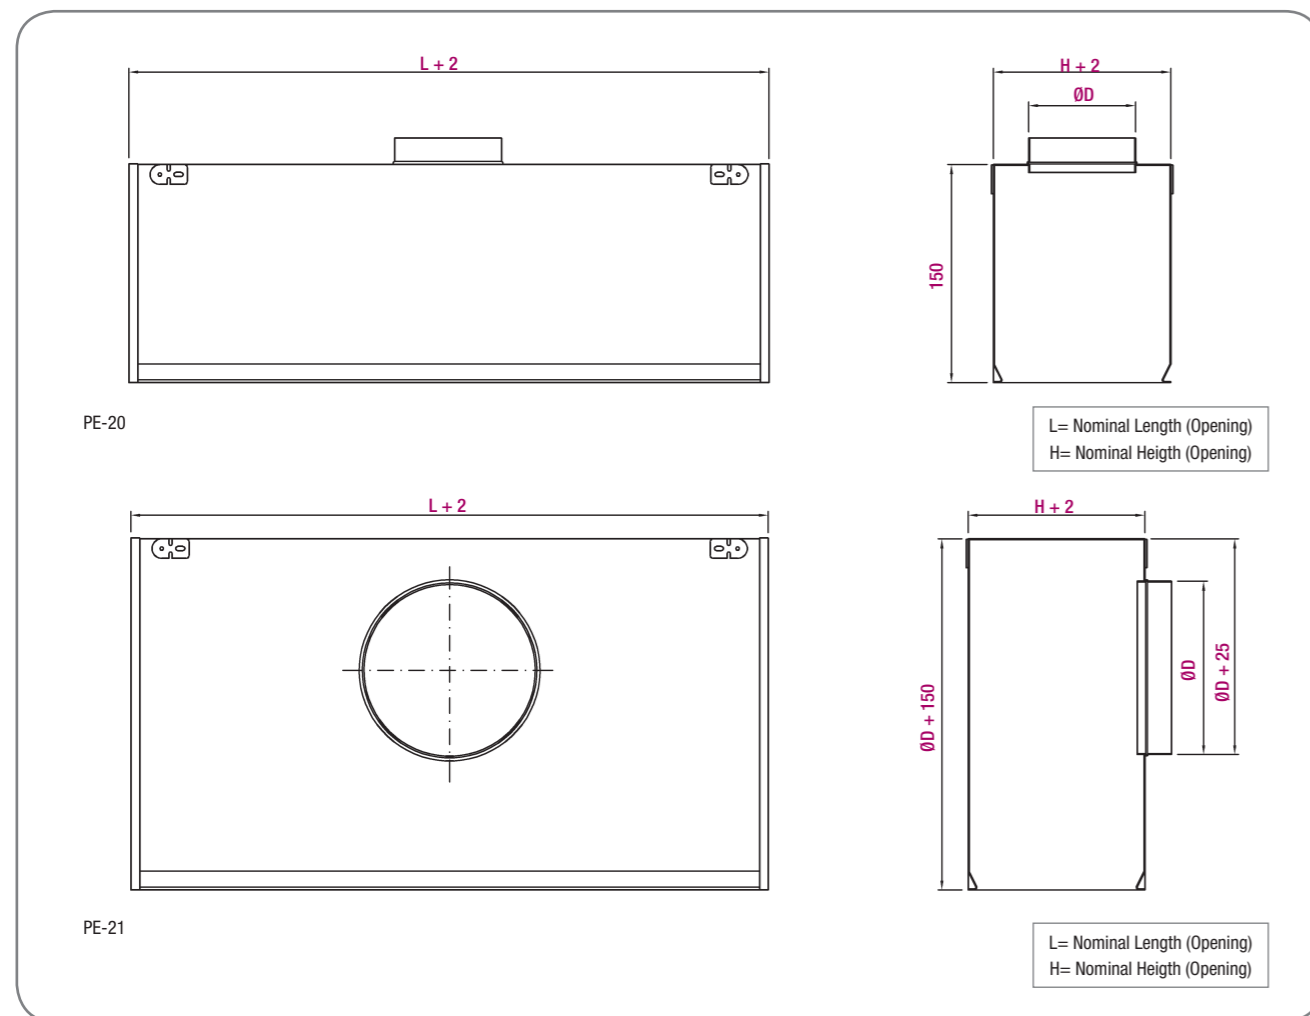 L + 2
H + 2
ØD
150
PE-20
L= Nominal Length (Opening)
H= Nominal Heigth (Opening)
L + 2
H + 2
ØD + 150
ØD
ØD + 25
PE-21
L= Nominal Length (Opening)
H= Nominal Heigth (Opening)